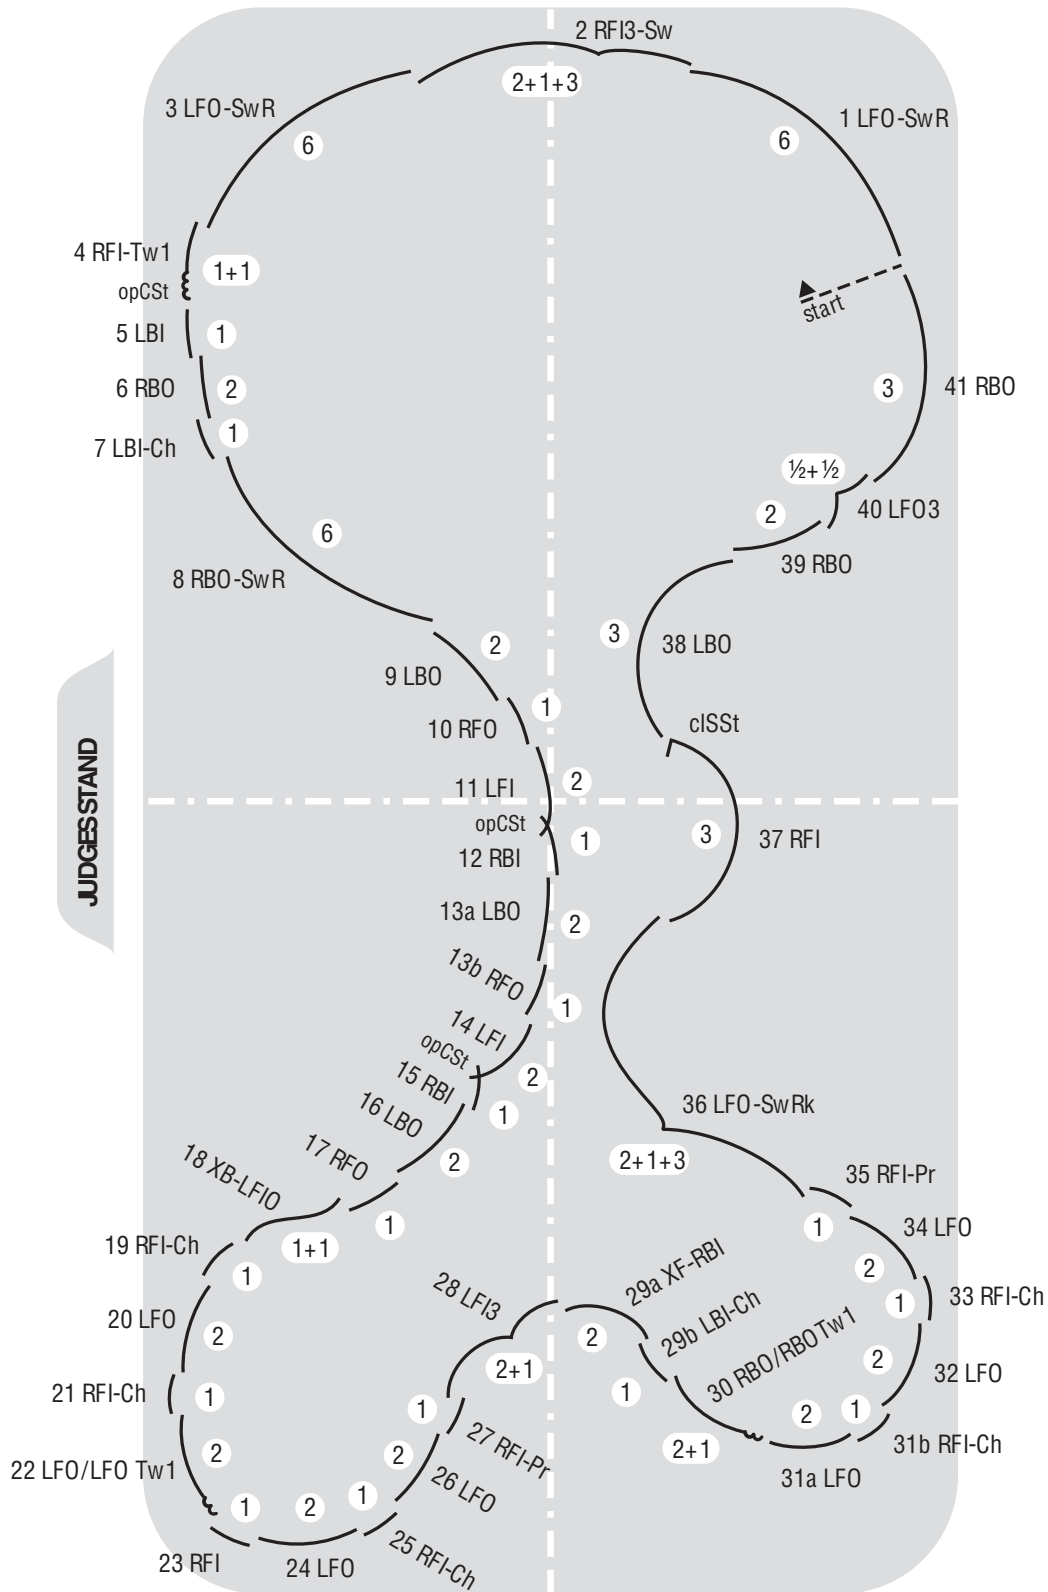 2 RFI3-Sw
2+1+3
3 LFO-SwR
6
1 LFO-SwR
6
4 RFI-Tw1
1+1
opCSt
start
5 LBI
1
6 RBO
2
7 LBI-Ch
1
41 RBO
3
½+½
40 LFO3
2
39 RBO
8 RBO-SwR
6
3
38 LBO
2
9 LBO
1
10 RFO
clSSt
11 LFI
2
opCSt
1
12 RBI
3
37 RFI
JUDGES STAND
13a LBO
2
13b RFO
1
14 LFI
opCSt
2
15 RBI
1
16 LBO
2
17 RFO
1
36 LFO-SwRk
2+1+3
18 XB-LFIO
1+1
35 RFI-Pr
1
34 LFO
2
19 RFI-Ch
1
33 RFI-Ch
1
20 LFO
2
28 LFI3
2+1
29a XF-RBI
2
29b LBI-Ch
1
30 RBO/RBO Tw1
2+1
32 LFO
2
21 RFI-Ch
1
27 RFI-Pr
1
31b RFI-Ch
1
22 LFO/LFO Tw1
2
26 LFO
2
31a LFO
2
23 RFI
1
24 LFO
2
25 RFI-Ch
1